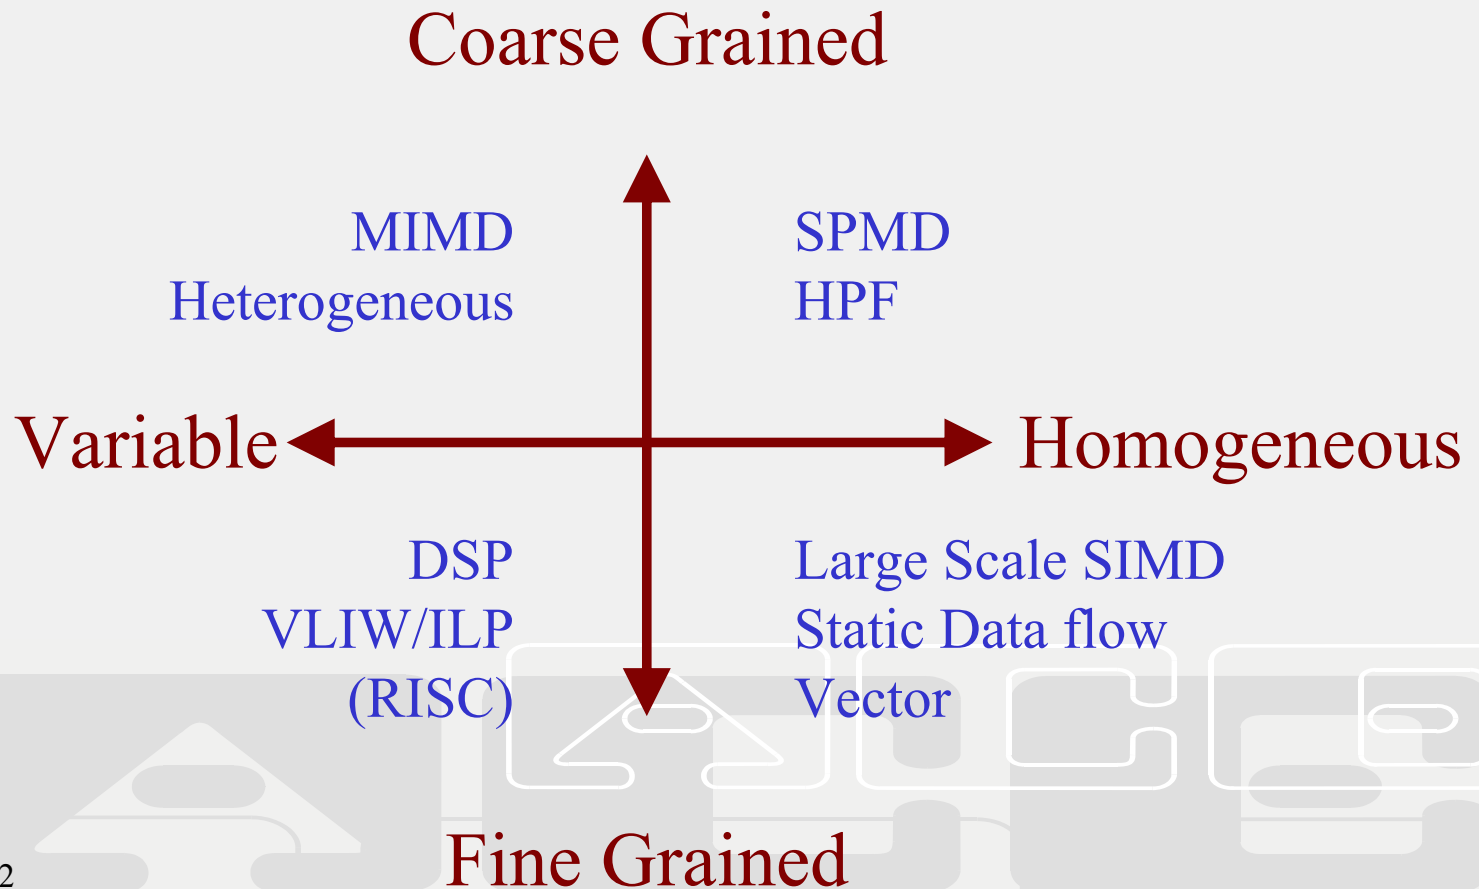 Coarse Grained
MIMD
Heterogeneous
SPMD
HPF
Variable
Homogeneous
DSP
VLIW/ILP
(RISC)
Large Scale SIMD
Static Data flow
Vector
Fine Grained
2